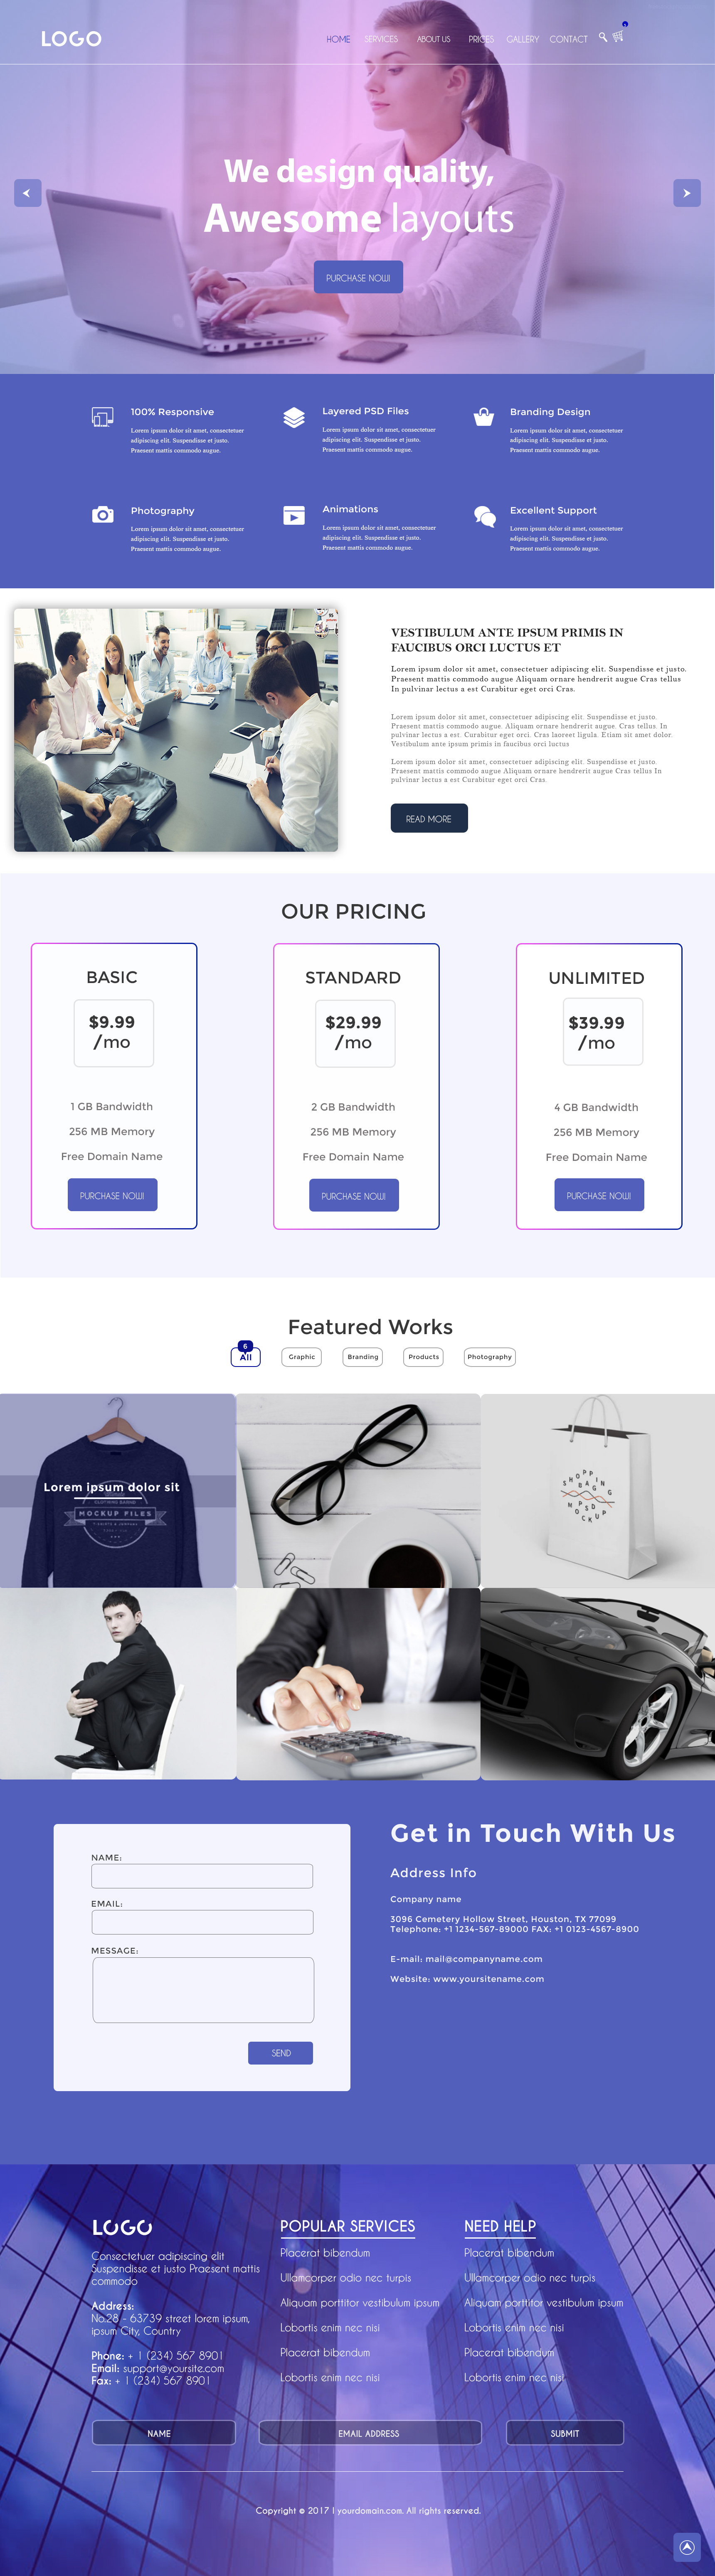 LOGO
HOME SERVICES ABOUT US PRICES GALLERY CONTACT
We design quality,
Awesome layouts
PURCHASE NOW!
100% Responsive
Lorem ipsum dolor sit amet, consectetuer
adipiscing elit. Suspendisse et justo.
Praesent mattis commodo augue.
Layered PSD Files
Lorem ipsum dolor sit amet, consectetuer
adipiscing elit. Suspendisse et justo.
Praesent mattis commodo augue.
Branding Design
Lorem ipsum dolor sit amet, consectetuer
adipiscing elit. Suspendisse et justo.
Praesent mattis commodo augue.
Photography
Lorem ipsum dolor sit amet, consectetuer
adipiscing elit. Suspendisse et justo.
Praesent mattis commodo augue.
Animations
Lorem ipsum dolor sit amet, consectetuer
adipiscing elit. Suspendisse et justo.
Praesent mattis commodo augue.
Excellent Support
Lorem ipsum dolor sit amet, consectetuer
adipiscing elit. Suspendisse et justo.
Praesent mattis commodo augue.
VESTIBULUM ANTE IPSUM PRIMIS IN
FAUCIBUS ORCI LUCTUS ET
Lorem ipsum dolor sit amet, consectetuer adipiscing elit. Suspendisse et justo.
Praesent mattis commodo augue Aliquam ornare hendrerit augue Cras tellus
In pulvinar lectus a est Curabitur eget orci Cras.
Lorem ipsum dolor sit amet, consectetuer adipiscing elit. Suspendisse et justo.
Praesent mattis commodo augue. Aliquam ornare hendrerit augue. Cras tellus. In
pulvinar lectus a est. Curabitur eget orci. Cras laoreet ligula. Etiam sit amet dolor.
Vestibulum ante ipsum primis in faucibus orci luctus
Lorem ipsum dolor sit amet, consectetuer adipiscing elit. Suspendisse et justo.
Praesent mattis commodo augue Aliquam ornare hendrerit augue Cras tellus In
pulvinar lectus a est Curabitur eget orci Cras
READ MORE
OUR PRICING
BASIC
$9.99
/mo
1 GB Bandwidth
256 MB Memory
Free Domain Name
PURCHASE NOW!
STANDARD
$29.99
/mo
2 GB Bandwidth
256 MB Memory
Free Domain Name
PURCHASE NOW!
UNLIMITED
$39.99
/mo
4 GB Bandwidth
256 MB Memory
Free Domain Name
PURCHASE NOW!
Featured Works
6
All Graphic Branding Products Photography
Lorem ipsum dolor sit
MOCKUP FILES
SHOPPING
BAG
PSD
MOCKUP
NAME:
EMAIL:
MESSAGE:
SEND
Get in Touch With Us
Address Info
Company name
3096 Cemetery Hollow Street, Houston, TX 77099
Telephone: +1 1234-567-89000 FAX: +1 0123-4567-8900
E-mail: mail@companyname.com
Website: www.yoursitename.com
LOGO
Consectetuer adipiscing elit
Suspendisse et justo Praesent mattis
commodo
Address:
No.28 - 63739 street lorem ipsum,
ipsum City, Country
Phone: + 1 (234) 567 8901
Email: support@yoursite.com
Fax: + 1 (234) 567 8901
POPULAR SERVICES
Placerat bibendum
Ullamcorper odio nec turpis
Aliquam porttitor vestibulum ipsum
Lobortis enim nec nisi
Placerat bibendum
Lobortis enim nec nisi
NEED HELP
Placerat bibendum
Ullamcorper odio nec turpis
Aliquam porttitor vestibulum ipsum
Lobortis enim nec nisi
Placerat bibendum
Lobortis enim nec nisi
NAME EMAIL ADDRESS SUBMIT
Copyright © 2017 | yourdomain.com. All rights reserved.